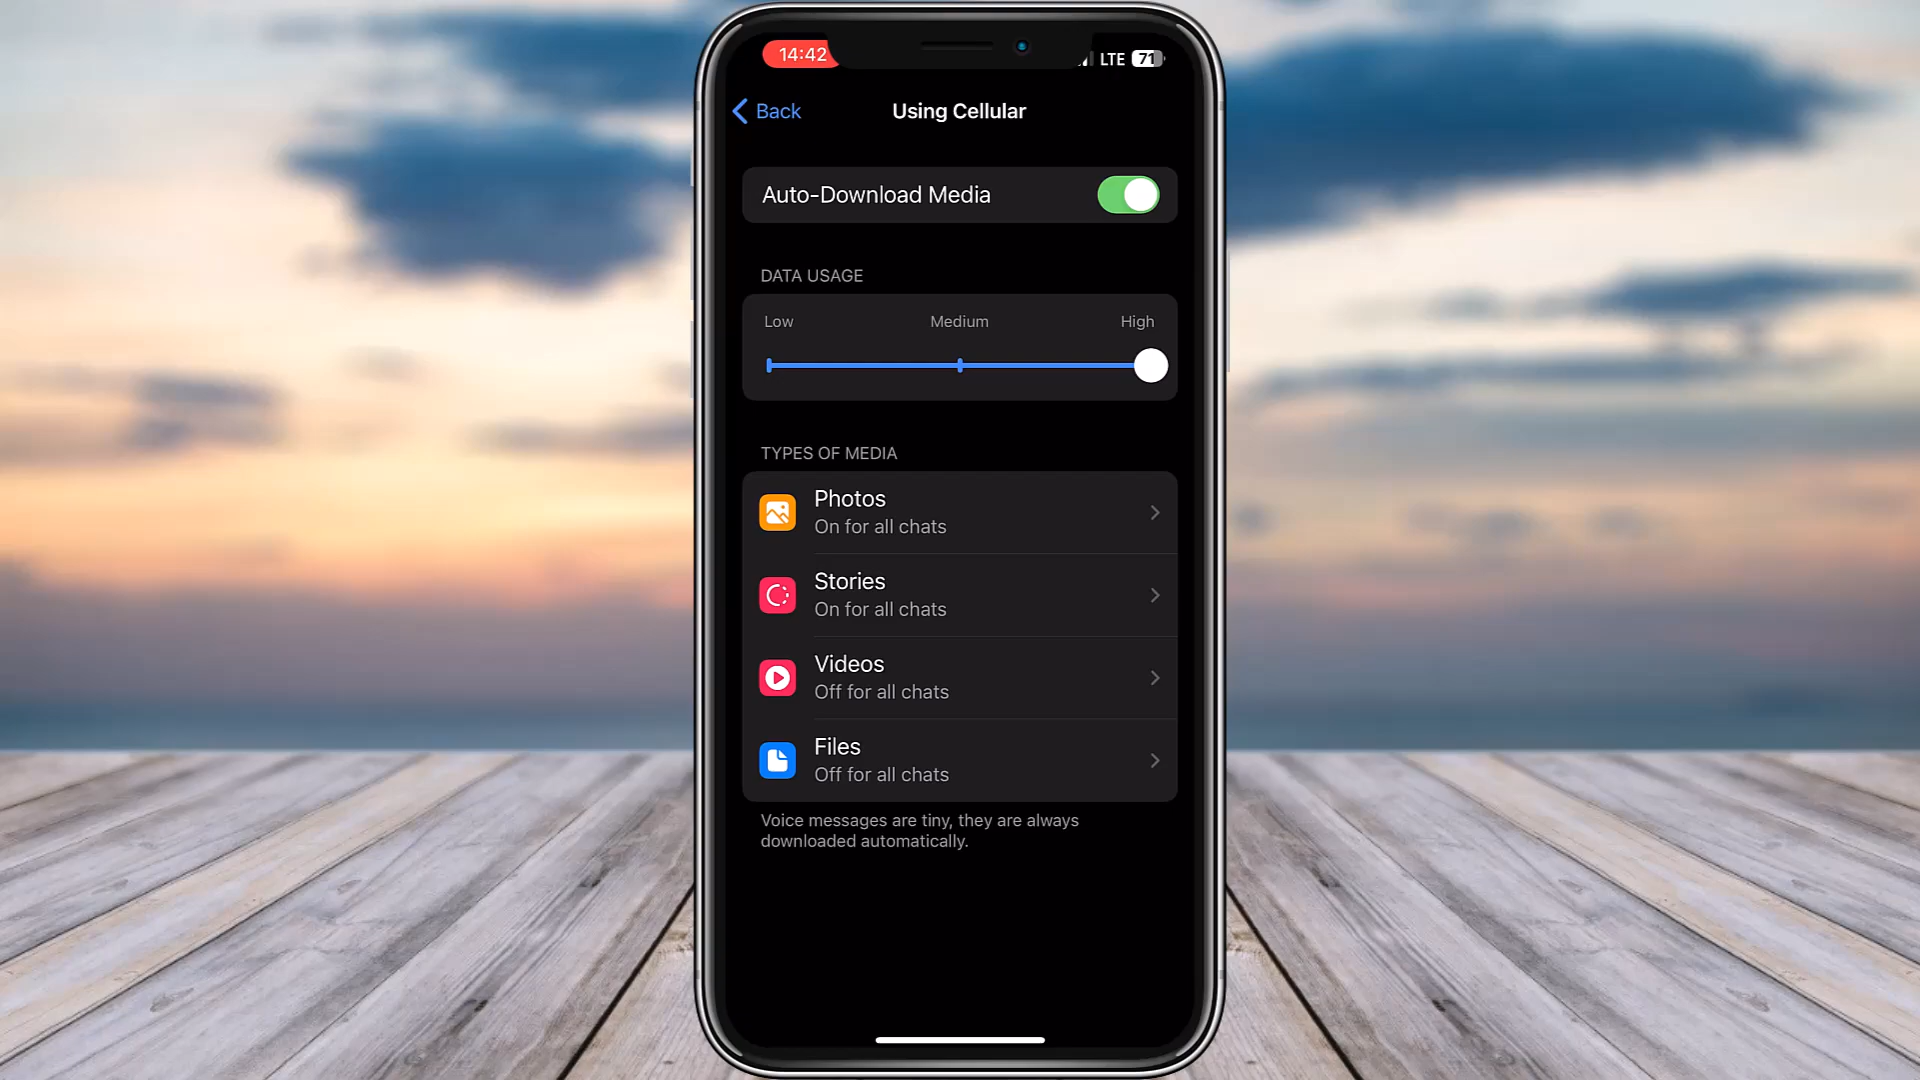 14:42
LTE 71
Back
Using Cellular
Auto-Download Media
DATA USAGE
Low Medium High
TYPES OF MEDIA
Photos
On for all chats
Stories
On for all chats
Videos
Off for all chats
Files
Off for all chats
Voice messages are tiny, they are always
downloaded automatically.